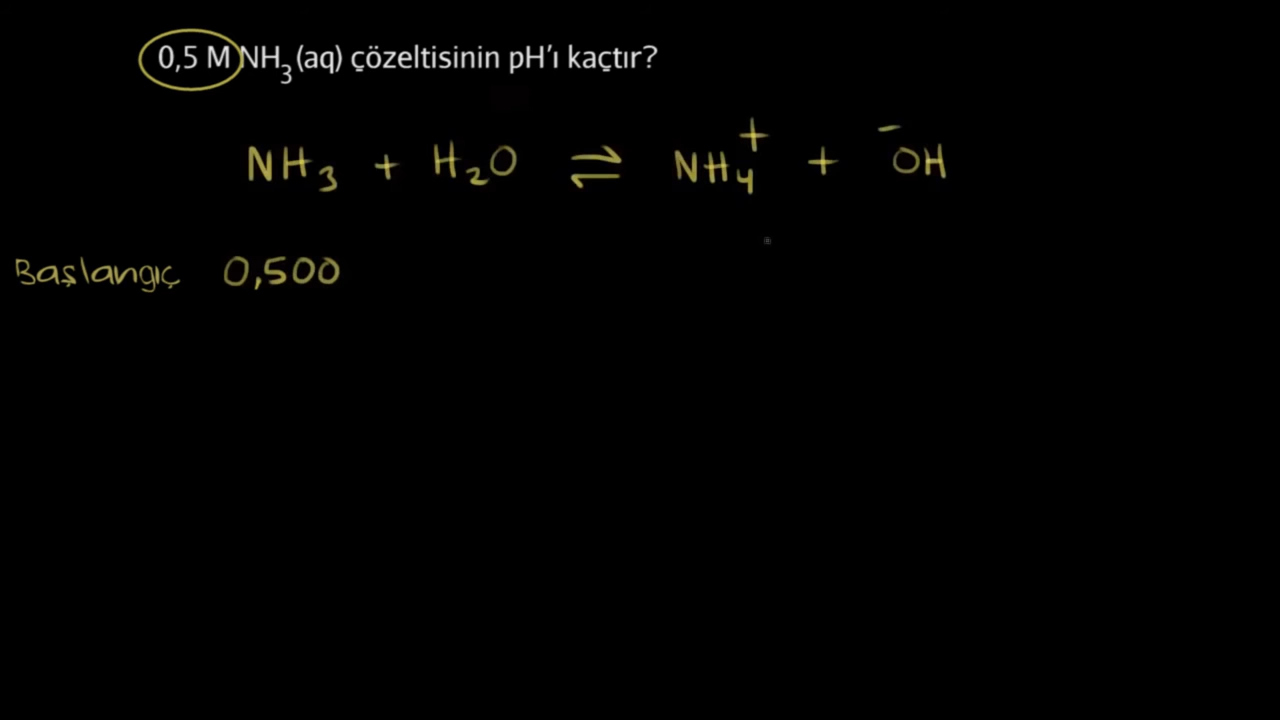 0,5 M NH₃(aq) çözeltisinin pH'ı kaçtır?
NH₃ + H₂O ⇌ NH₄⁺ + ⁻OH
Başlangıç 0,500